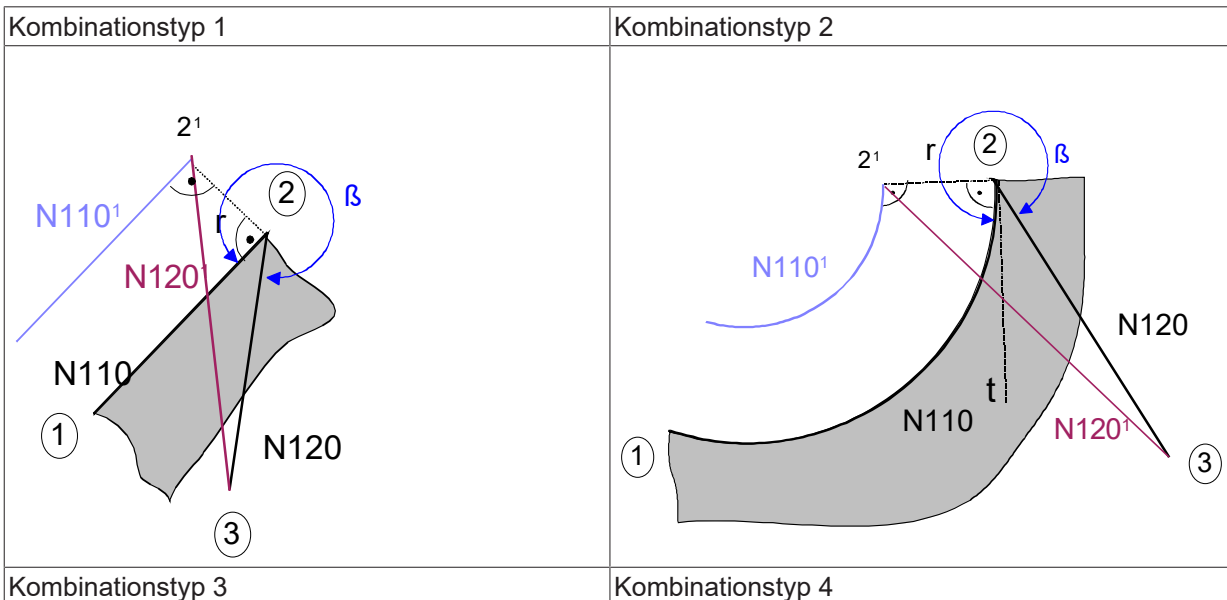 Kombinationstyp 1
Kombinationstyp 2
2¹
2
ß
r
N110¹
N120¹
N110
1
N120
3
2
r
2¹
ß
N110¹
N120
t
N110
N120¹
1
3
Kombinationstyp 3
Kombinationstyp 4